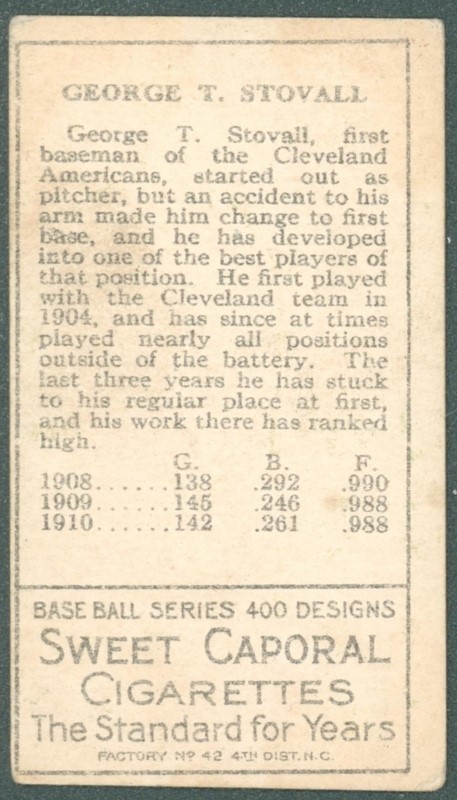 GEORGE T. STOVALL
George T. Stovall, first
baseman of the Cleveland
Americans, started out as
pitcher, but an accident to his
arm made him change to first
base, and he has developed
into one of the best players of
that position. He first played
with the Cleveland team in
1904, and has since at times
played nearly all positions
outside of the battery. The
last three years he has stuck
to his regular place at first,
and his work there has ranked
high.
G. B. F.
1908......138 .292 .990
1909......145 .246 .988
1910......142 .261 .988
BASE BALL SERIES 400 DESIGNS
SWEET CAPORAL
CIGARETTES
The Standard for Years
FACTORY Nº 42 4TH DIST. N.C.